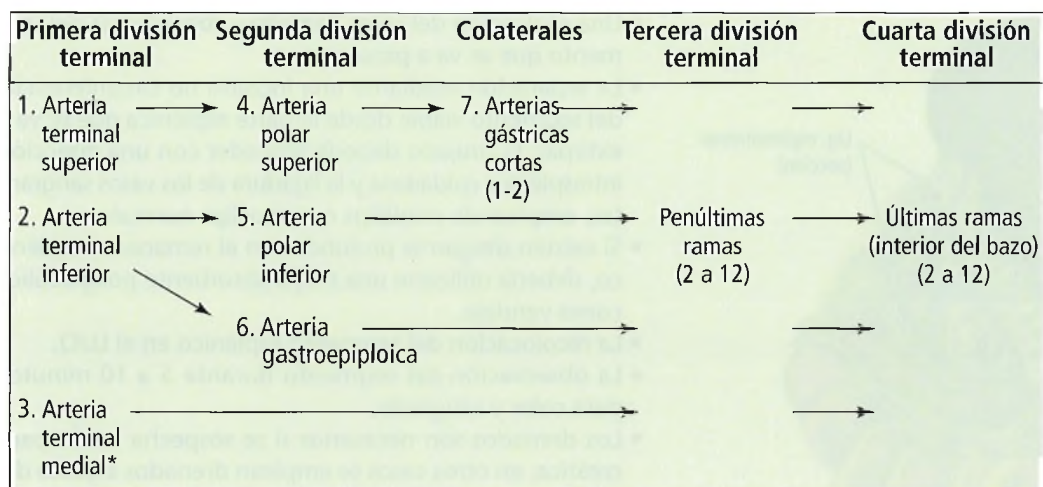 Primera división terminal
Segunda división terminal
Colaterales
Tercera división terminal
Cuarta división terminal
1. Arteria
terminal
superior
4. Arteria
polar
superior
7. Arterias
gástricas
cortas
(1-2)
2. Arteria
terminal
inferior
5. Arteria
polar
inferior
Penúltimas
ramas
(2 a 12)
Últimas ramas
(interior del bazo)
(2 a 12)
6. Arteria
gastroepiploica
3. Arteria
terminal
medial*